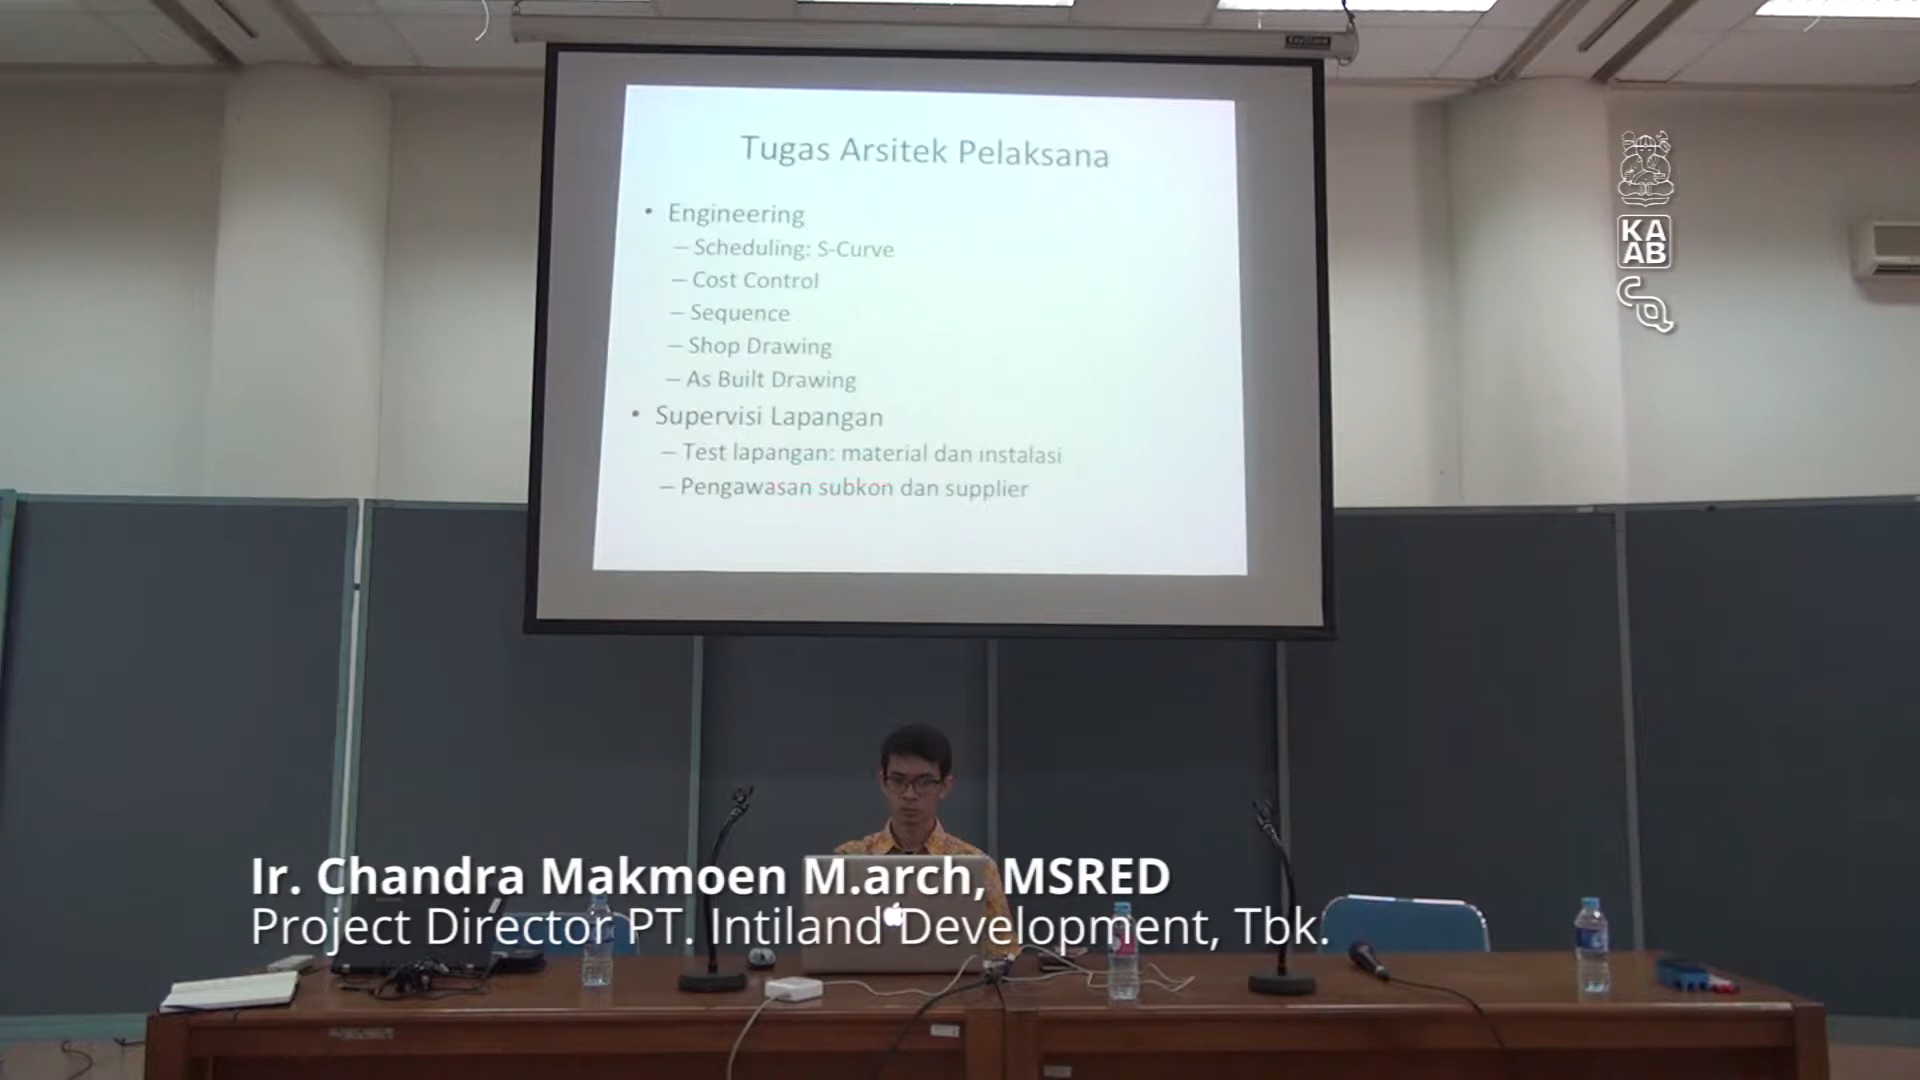 Tugas Arsitek Pelaksana
• Engineering
– Scheduling: S-Curve
– Cost Control
– Sequence
– Shop Drawing
– As Built Drawing
• Supervisi Lapangan
– Test lapangan: material dan instalasi
– Pengawasan subkon dan supplier
KA
AB
Ir. Chandra Makmoen M.arch, MSRED
Project Director PT. Intiland Development, Tbk.